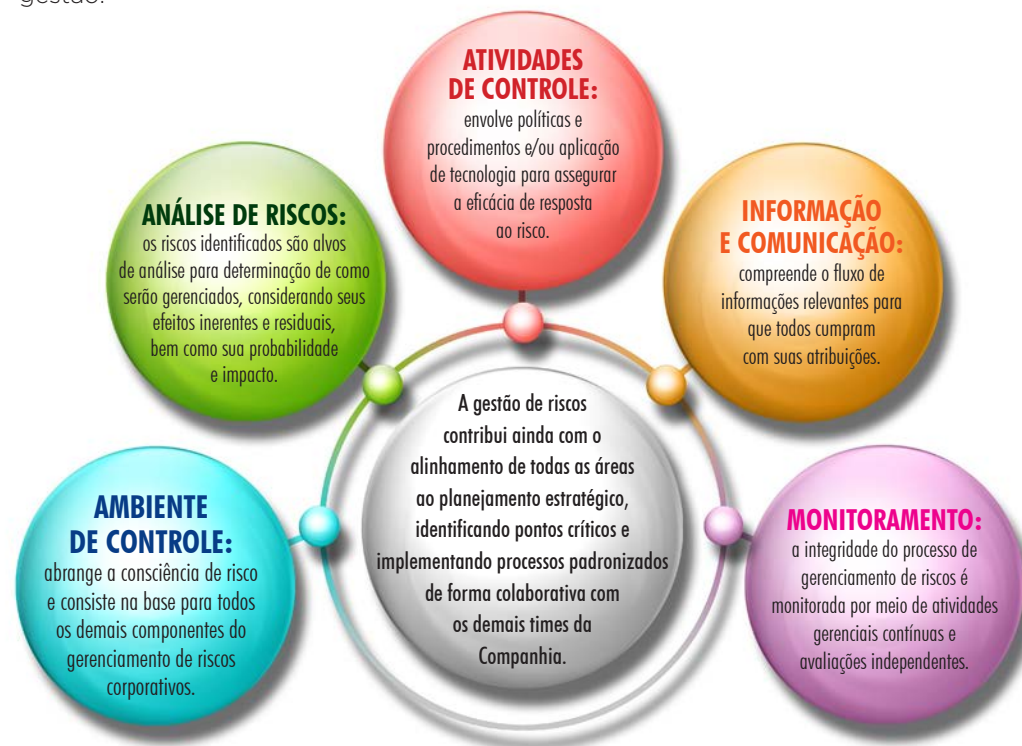 gestão.
ATIVIDADES
DE CONTROLE:
envolve políticas e
procedimentos e/ou aplicação
de tecnologia para assegurar
a eficácia de resposta
ao risco.
ANÁLISE DE RISCOS:
os riscos identificados são alvos
de análise para determinação de como
serão gerenciados, considerando seus
efeitos inerentes e residuais,
bem como sua probabilidade
e impacto.
INFORMAÇÃO
E COMUNICAÇÃO:
compreende o fluxo de
informações relevantes para
que todos cumpram
com suas atribuições.
A gestão de riscos
contribui ainda com o
alinhamento de todas as áreas
ao planejamento estratégico,
identificando pontos críticos e
implementando processos padronizados
de forma colaborativa com
os demais times da
Companhia.
AMBIENTE
DE CONTROLE:
abrange a consciência de risco
e consiste na base para todos
os demais componentes do
gerenciamento de riscos
corporativos.
MONITORAMENTO:
a integridade do processo de
gerenciamento de riscos é
monitorada por meio de atividades
gerenciais contínuas e
avaliações independentes.